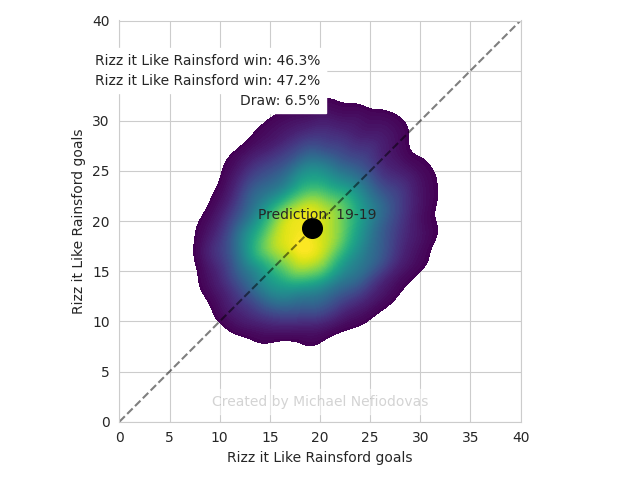 40
Rizz it Like Rainsford win: 46.3%
Rizz it Like Rainsford win: 47.2%
Draw: 6.5%
30
25
20
15
10
5
0
Rizz it Like Rainsford goals
Prediction: 19-19
Created by Michael Nefiodovas
0 5 10 15 20 25 30 35 40
Rizz it Like Rainsford goals